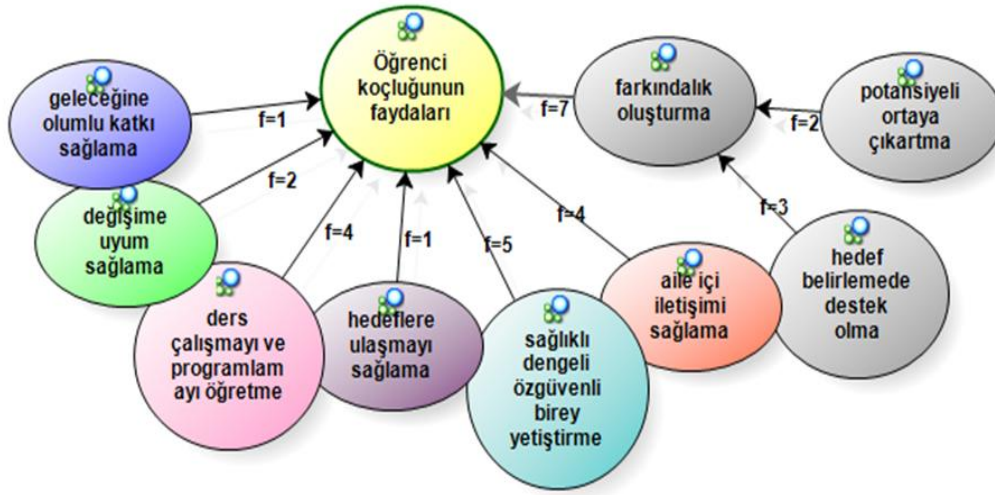 Öğrenci
koçluğunun
faydaları
geleceğine
olumlu katkı
sağlama
f=1
değişime
uyum
sağlama
f=2
ders
çalışmayı ve
programlam
ayı öğretme
f=4
hedeflere
ulaşmayı
sağlama
f=1
sağlıklı
dengeli
özgüvenli
birey
yetiştirme
f=5
aile içi
iletişimi
sağlama
f=4
farkındalık
oluşturma
f=7
potansiyeli
ortaya
çıkartma
f=2
hedef
belirlemede
destek
olma
f=3